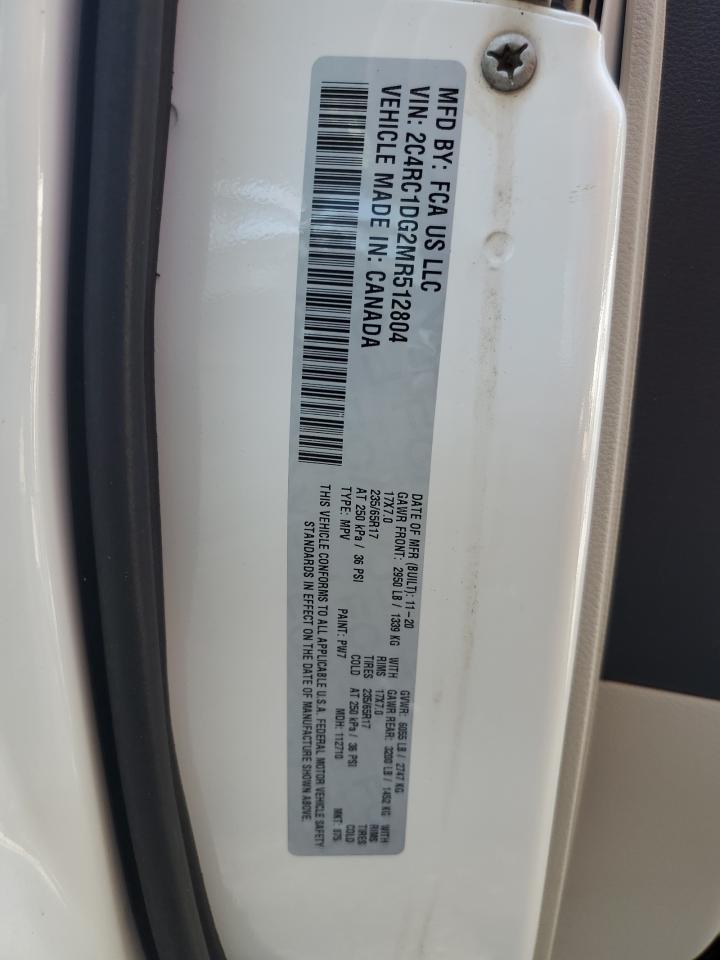 MFD BY: FCA US LLC
VIN: 2C4RC1DG2MR512804
VEHICLE MADE IN: CANADA
DATE OF MFR (BUILT): 11-20 GVWR: 6055 LB / 2747 KG
GAWR FRONT: 2950 LB / 1339 KG WITH GAWR REAR: 3200 LB / 1452 KG WITH
17X7.0 RIMS 17X7.0 RIMS
235/65R17 TIRES 235/65R17 TIRES
AT 250 kPa / 36 PSI COLD AT 250 kPa / 36 PSI COLD
TYPE: MPV PAINT: PW7 MDH: 112710 MKT:
THIS VEHICLE CONFORMS TO ALL APPLICABLE U.S.A. FEDERAL MOTOR VEHICLE SAFETY
STANDARDS IN EFFECT ON THE DATE OF MANUFACTURE SHOWN ABOVE.